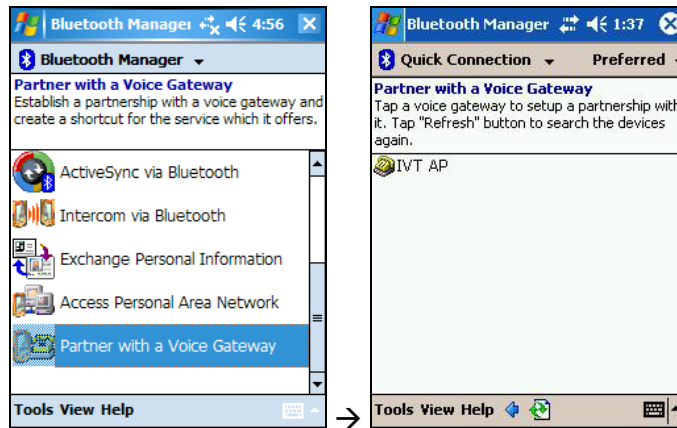 Bluetooth Manager 4:56
Bluetooth Manager
Partner with a Voice Gateway
Establish a partnership with a voice gateway and
create a shortcut for the service which it offers.
ActiveSync via Bluetooth
Intercom via Bluetooth
Exchange Personal Information
Access Personal Area Network
Partner with a Voice Gateway
Tools View Help
→
Bluetooth Manager 1:37
Quick Connection Preferred
Partner with a Voice Gateway
Tap a voice gateway to setup a partnership with
it. Tap "Refresh" button to search the devices
again.
IVT AP
Tools View Help